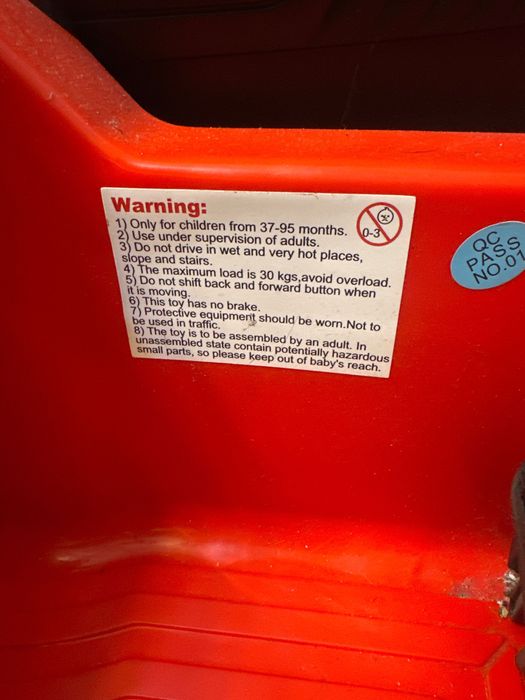 Warning:
1) Only for children from 37-95 months.
2) Use under supervision of adults.
3) Do not drive in wet and very hot places,
slope and stairs.
4) The maximum load is 30 kgs,avoid overload.
5) Do not shift back and forward button when
it is moving.
6) This toy has no brake.
7) Protective equipment should be worn.Not to
be used in traffic.
8) The toy is to be assembled by an adult. In
unassembled state contain potentially hazardous
small parts, so please keep out of baby's reach.
0-3
QC
PASS
NO.01